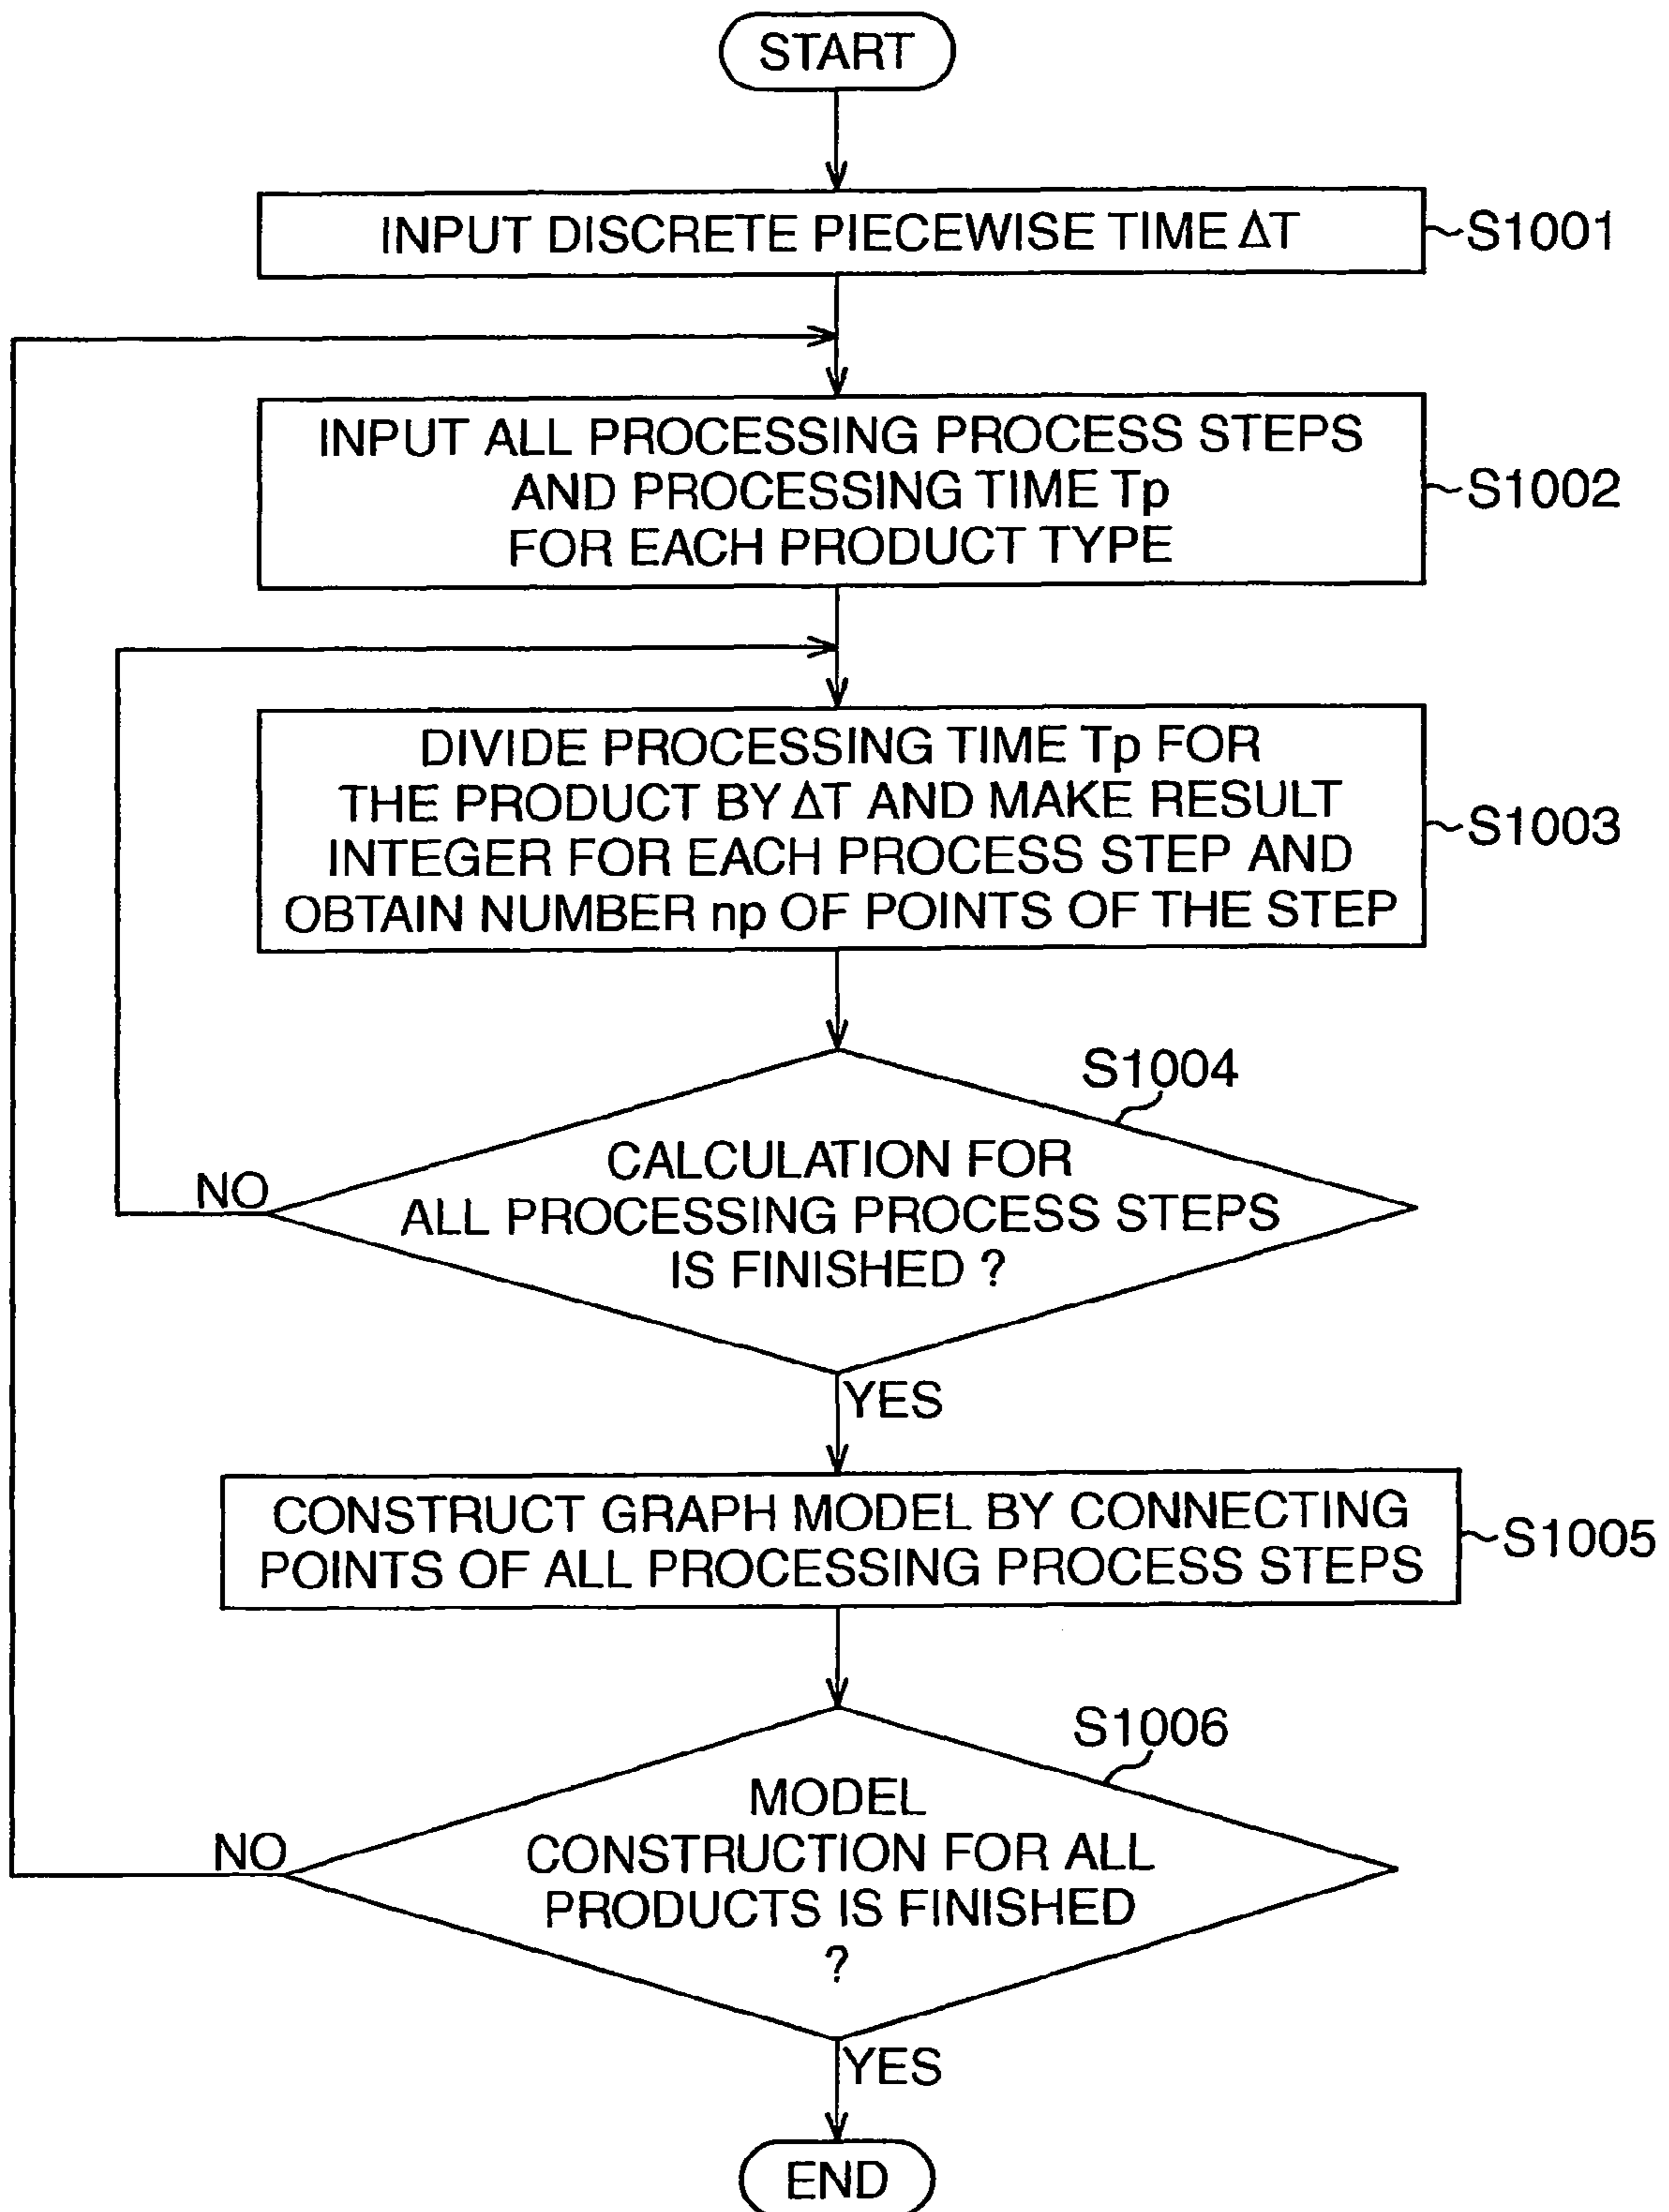 START
INPUT DISCRETE PIECEWISE TIME ΔT
S1001
INPUT ALL PROCESSING PROCESS STEPS
AND PROCESSING TIME Tp
FOR EACH PRODUCT TYPE
S1002
DIVIDE PROCESSING TIME Tp FOR
THE PRODUCT BY ΔT AND MAKE RESULT
INTEGER FOR EACH PROCESS STEP AND
OBTAIN NUMBER np OF POINTS OF THE STEP
S1003
S1004
CALCULATION FOR
ALL PROCESSING PROCESS STEPS
IS FINISHED ?
NO
YES
CONSTRUCT GRAPH MODEL BY CONNECTING
POINTS OF ALL PROCESSING PROCESS STEPS
S1005
S1006
MODEL
CONSTRUCTION FOR ALL
PRODUCTS IS FINISHED
?
NO
YES
END